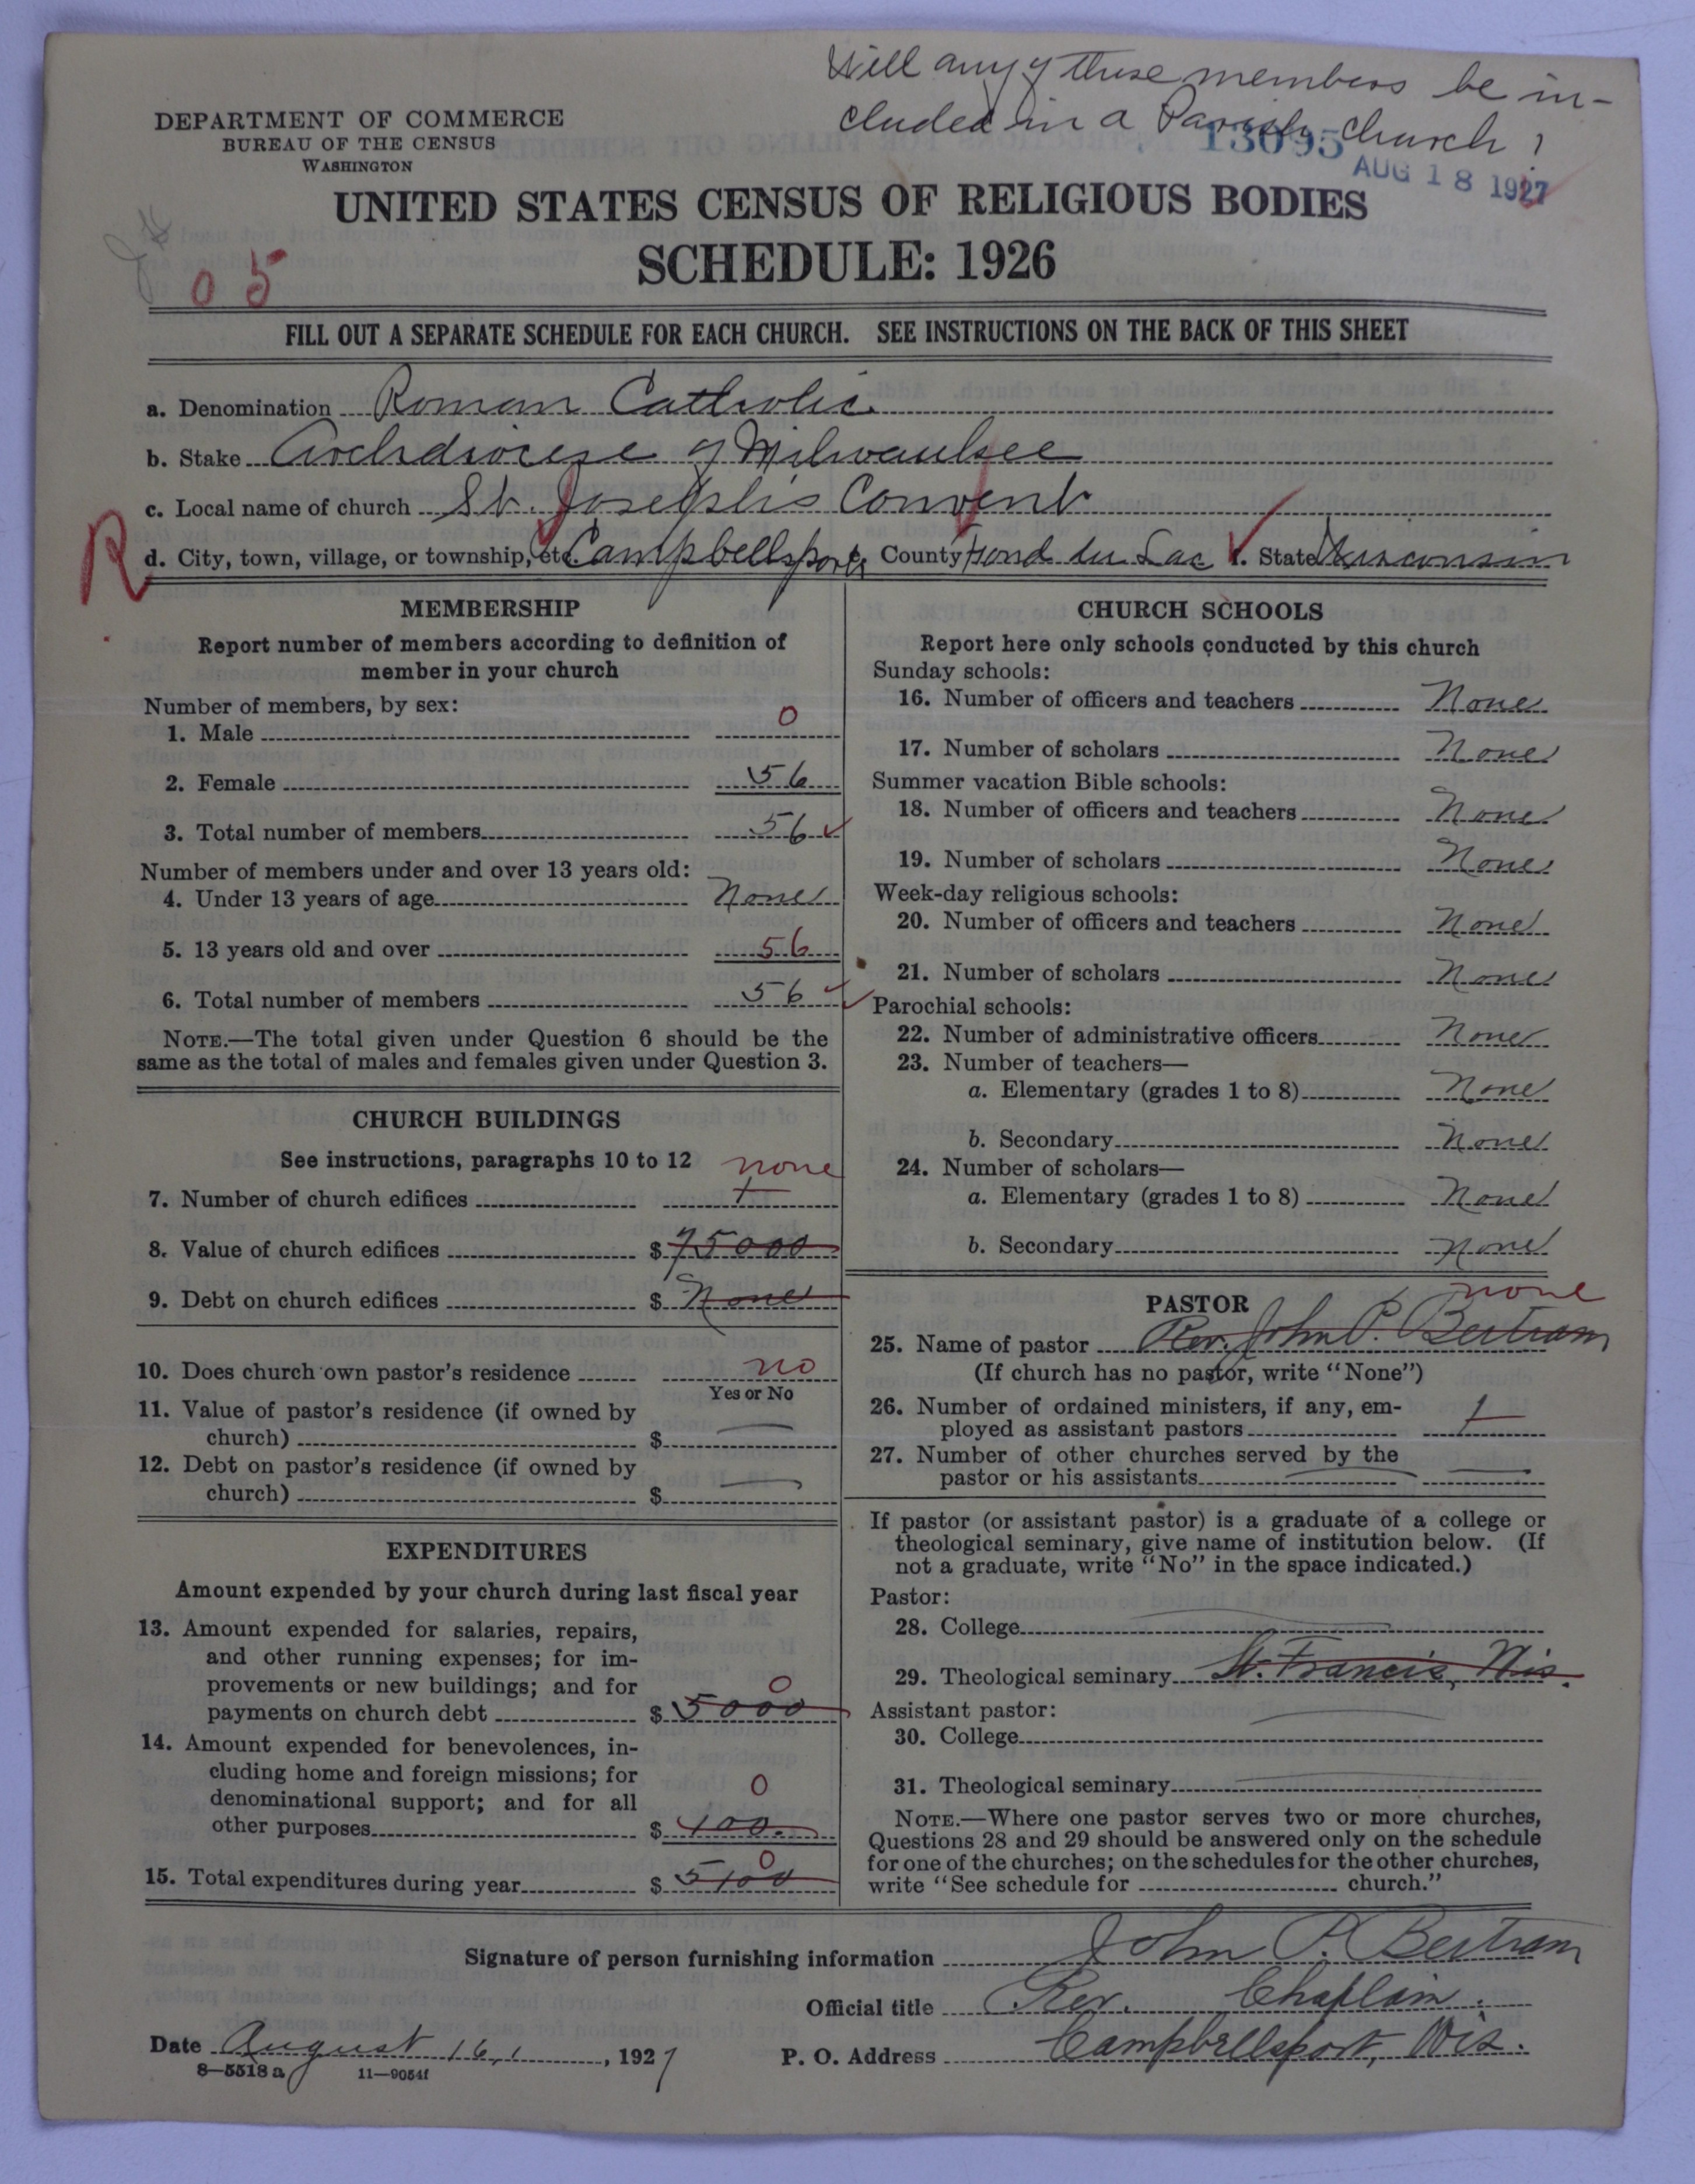 Will any of these members be in-
cluded in a Parish church?
13095
AUG 18 1927
DEPARTMENT OF COMMERCE
BUREAU OF THE CENSUS
WASHINGTON
UNITED STATES CENSUS OF RELIGIOUS BODIES
SCHEDULE: 1926
0 5
FILL OUT A SEPARATE SCHEDULE FOR EACH CHURCH. SEE INSTRUCTIONS ON THE BACK OF THIS SHEET
a. Denomination Roman Catholic
b. Stake Archdiocese of Milwaukee
c. Local name of church St. Joseph's Convent
R
d. City, town, village, or township, etc. Campbellsport, County Fond du Lac f. State Wisconsin
MEMBERSHIP
Report number of members according to definition of
member in your church
Number of members, by sex:
1. Male 0
2. Female 56
3. Total number of members 56
Number of members under and over 13 years old:
4. Under 13 years of age None
5. 13 years old and over 56
6. Total number of members 56
NOTE.—The total given under Question 6 should be the
same as the total of males and females given under Question 3.
CHURCH BUILDINGS
See instructions, paragraphs 10 to 12 none
7. Number of church edifices 1
8. Value of church edifices $ 75000
9. Debt on church edifices $ None
10. Does church own pastor's residence no
Yes or No
11. Value of pastor's residence (if owned by
church) $ —
12. Debt on pastor's residence (if owned by
church) $ —
EXPENDITURES
Amount expended by your church during last fiscal year
13. Amount expended for salaries, repairs,
and other running expenses; for im-
provements or new buildings; and for 0
payments on church debt $ 5000
14. Amount expended for benevolences, in-
cluding home and foreign missions; for
denominational support; and for all 0
other purposes $ 100.
0
15. Total expenditures during year $ 5100
CHURCH SCHOOLS
Report here only schools conducted by this church
Sunday schools:
16. Number of officers and teachers None
17. Number of scholars None
Summer vacation Bible schools:
18. Number of officers and teachers None
19. Number of scholars None
Week-day religious schools:
20. Number of officers and teachers None
21. Number of scholars None
Parochial schools:
22. Number of administrative officers None
23. Number of teachers—
a. Elementary (grades 1 to 8) None
b. Secondary None
24. Number of scholars—
a. Elementary (grades 1 to 8) None
b. Secondary None
PASTOR none
25. Name of pastor Rev. John P. Bertram
(If church has no pastor, write "None")
26. Number of ordained ministers, if any, em-
ployed as assistant pastors 1
27. Number of other churches served by the
pastor or his assistants —
If pastor (or assistant pastor) is a graduate of a college or
theological seminary, give name of institution below. (If
not a graduate, write "No" in the space indicated.)
Pastor:
28. College
29. Theological seminary St. Francis, Wis.
Assistant pastor:
30. College
31. Theological seminary
NOTE.—Where one pastor serves two or more churches,
Questions 28 and 29 should be answered only on the schedule
for one of the churches; on the schedules for the other churches,
write "See schedule for church."
Signature of person furnishing information John P. Bertram
Official title Rev. Chaplain.
Date August 16, , 1927
P. O. Address Campbellsport, Wis.
8—5518 a 11—9054f